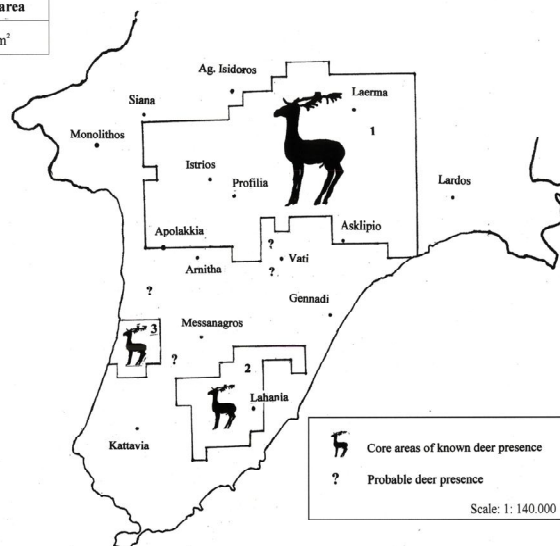 area
m²
Ag. Isidoros
Laerma
Siana
1
Monolithos
Istrios
Profilia
Lardos
Apolakkia
Asklipio
?
Arnitha
Vati
?
?
Gennadi
3
Messanagros
?
2
Lahania
Kattavia
Core areas of known deer presence
? Probable deer presence
Scale: 1: 140.000